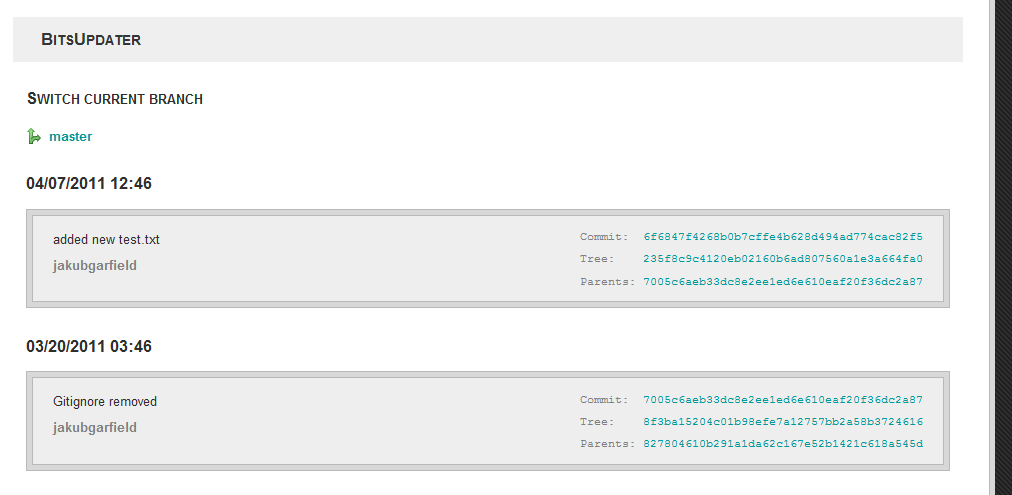 BitsUpdater
Switch current branch
master
04/07/2011 12:46
added new test.txt
jakubgarfield
Commit: 6f6847f4268b0b7cffe4b628d494ad774cac82f5
Tree: 235f8c9c4120eb02160b6ad807560a1e3a664fa0
Parents: 7005c6aeb33dc8e2ee1ed6e610eaf20f36dc2a87
03/20/2011 03:46
Gitignore removed
jakubgarfield
Commit: 7005c6aeb33dc8e2ee1ed6e610eaf20f36dc2a87
Tree: 8f3ba15204c01b98efe7a12757bb2a58b3724616
Parents: 827804610b291a1da62c167e52b1421c618a545d